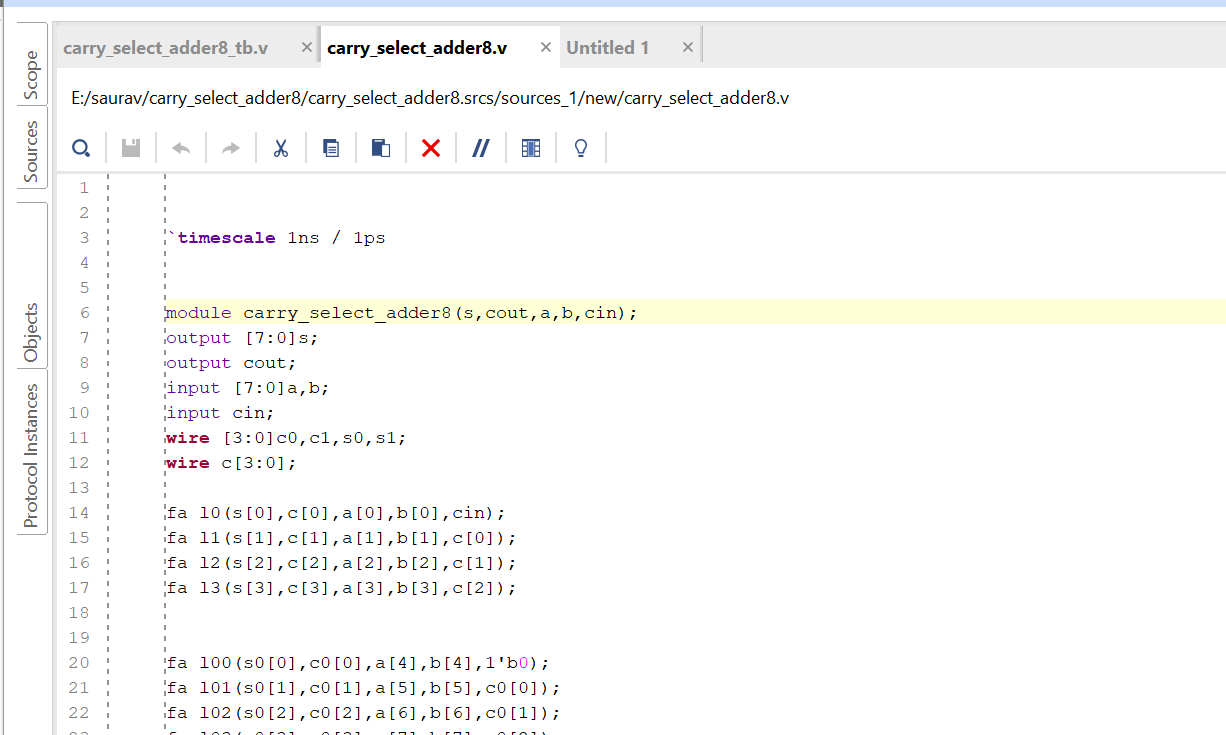 carry_select_adder8_tb.v × carry_select_adder8.v × Untitled 1 ×
E:/saurav/carry_select_adder8/carry_select_adder8.srcs/sources_1/new/carry_select_adder8.v
Scope
Sources
Objects
Protocol Instances
1
2
3 `timescale 1ns / 1ps
4
5
6 module carry_select_adder8(s,cout,a,b,cin);
7 output [7:0]s;
8 output cout;
9 input [7:0]a,b;
10 input cin;
11 wire [3:0]c0,c1,s0,s1;
12 wire c[3:0];
13
14 fa l0(s[0],c[0],a[0],b[0],cin);
15 fa l1(s[1],c[1],a[1],b[1],c[0]);
16 fa l2(s[2],c[2],a[2],b[2],c[1]);
17 fa l3(s[3],c[3],a[3],b[3],c[2]);
18
19
20 fa l00(s0[0],c0[0],a[4],b[4],1'b0);
21 fa l01(s0[1],c0[1],a[5],b[5],c0[0]);
22 fa l02(s0[2],c0[2],a[6],b[6],c0[1]);